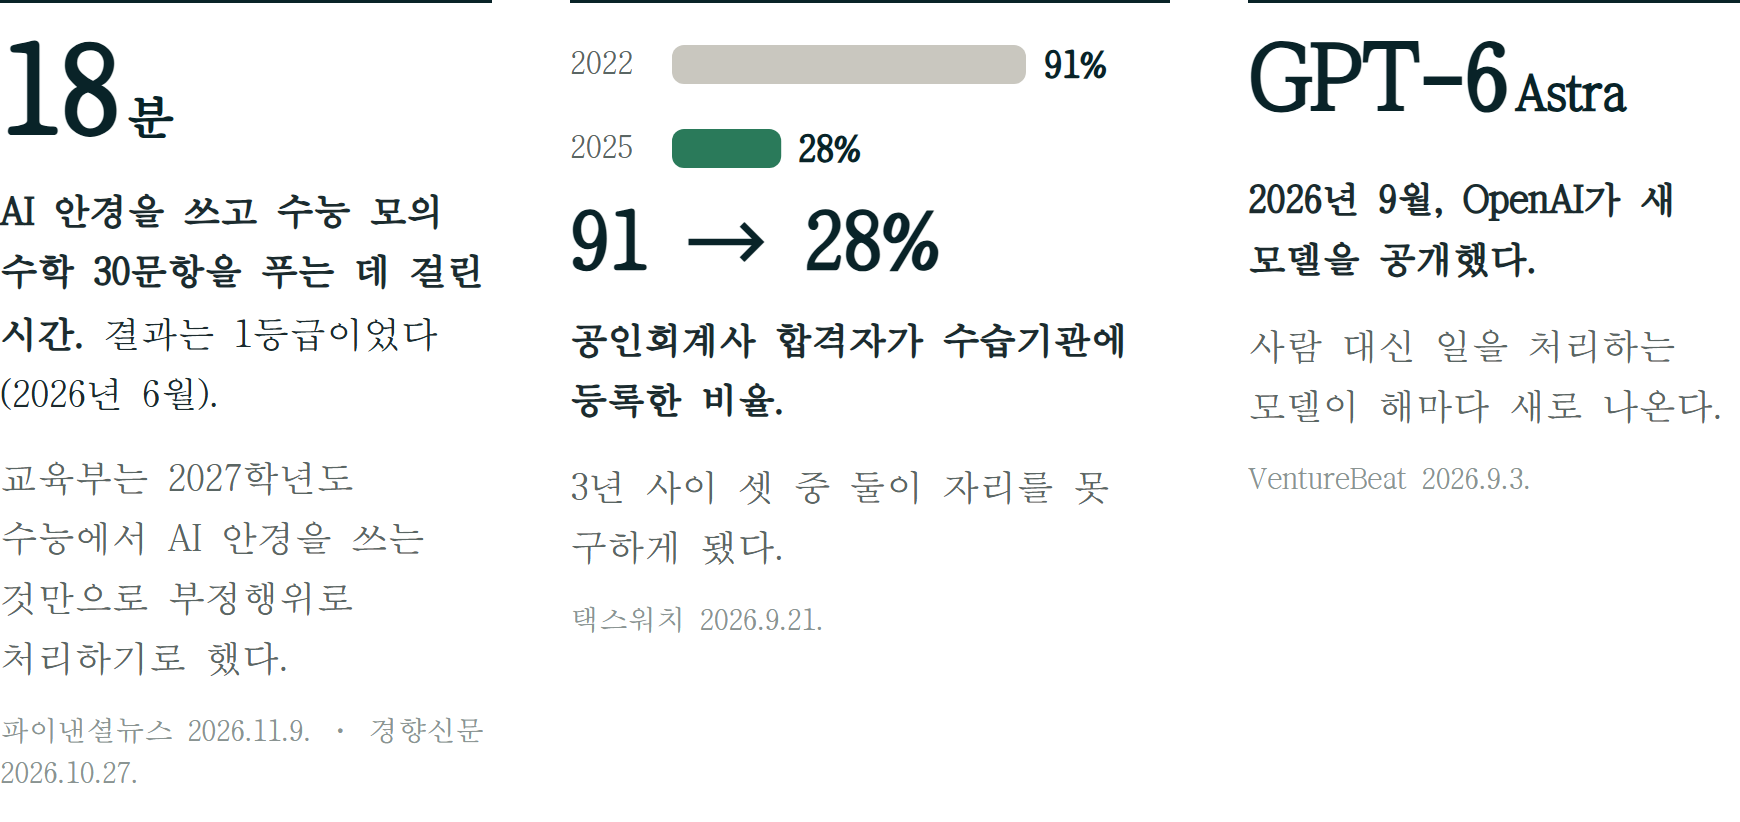 18분
AI 안경을 쓰고 수능 모의
수학 30문항을 푸는 데 걸린
시간. 결과는 1등급이었다
(2026년 6월).
교육부는 2027학년도
수능에서 AI 안경을 쓰는
것만으로 부정행위로
처리하기로 했다.
파이낸셜뉴스 2026.11.9. · 경향신문
2026.10.27.
2022 91%
2025 28%
91 → 28%
공인회계사 합격자가 수습기관에
등록한 비율.
3년 사이 셋 중 둘이 자리를 못
구하게 됐다.
택스워치 2026.9.21.
GPT-6 Astra
2026년 9월, OpenAI가 새
모델을 공개했다.
사람 대신 일을 처리하는
모델이 해마다 새로 나온다.
VentureBeat 2026.9.3.